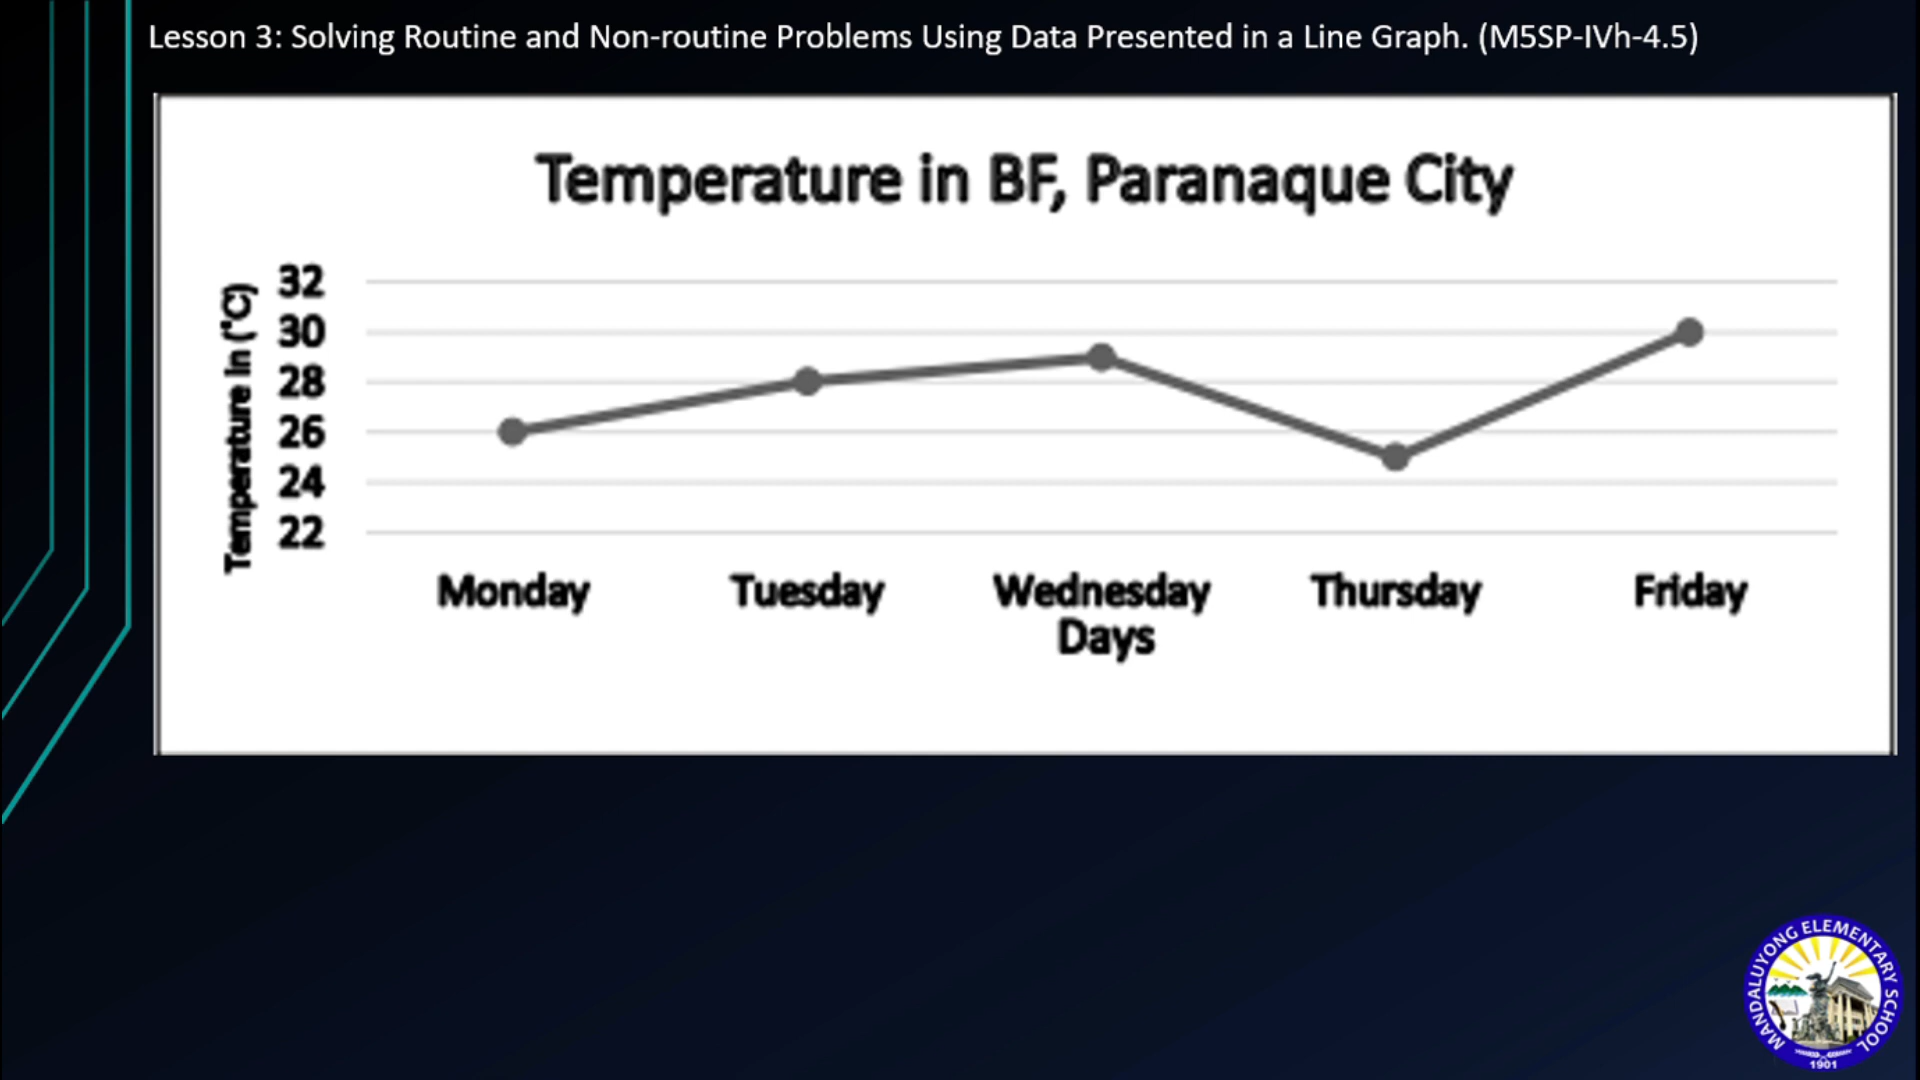 Lesson 3: Solving Routine and Non-routine Problems Using Data Presented in a Line Graph. (M5SP-IVh-4.5)
Temperature in BF, Paranaque City
Temperature in (°C)
32
30
28
26
24
22
Monday Tuesday Wednesday Thursday Friday
Days
MANDALUYONG ELEMENTARY SCHOOL
1901